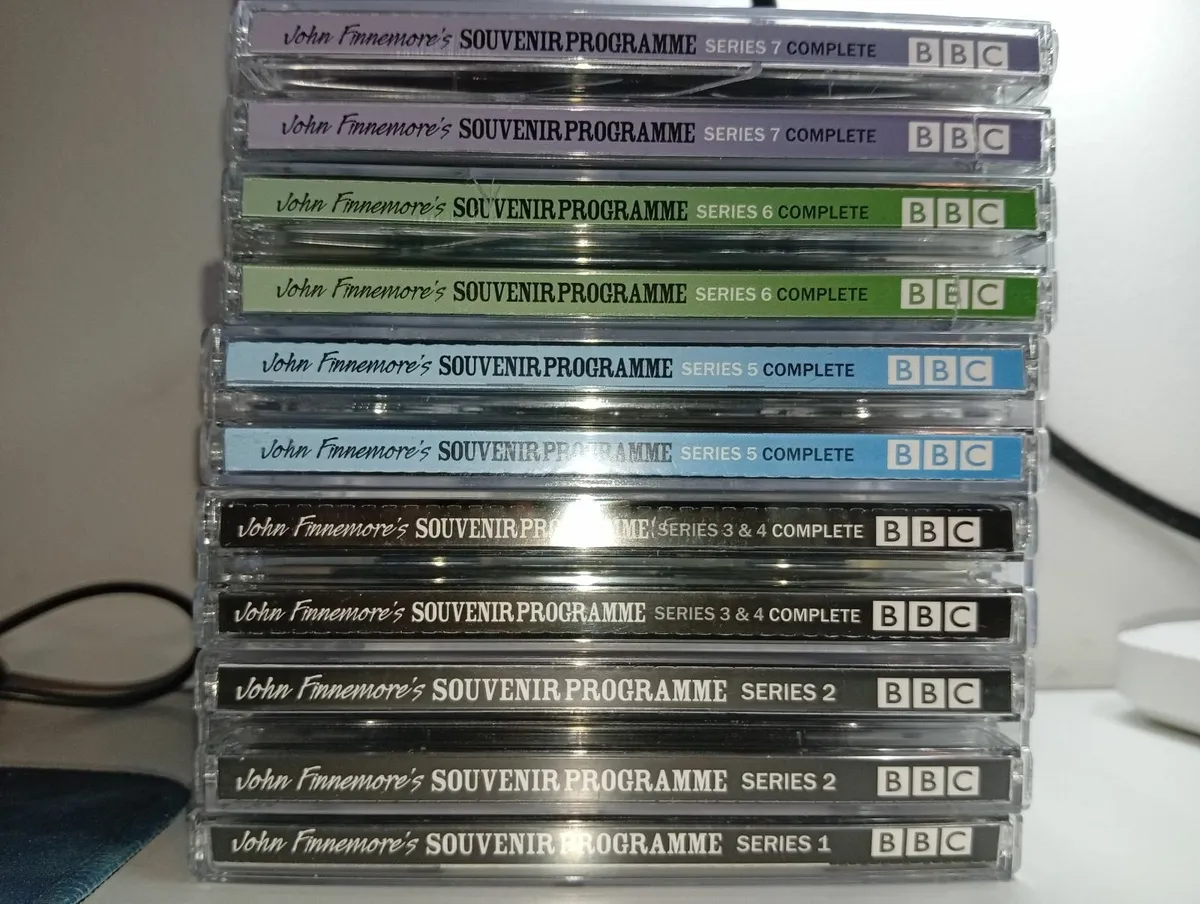 John Finnemore's SOUVENIR PROGRAMME SERIES 7 COMPLETE BBC
John Finnemore's SOUVENIR PROGRAMME SERIES 7 COMPLETE BBC
John Finnemore's SOUVENIR PROGRAMME SERIES 6 COMPLETE BBC
John Finnemore's SOUVENIR PROGRAMME SERIES 6 COMPLETE BBC
John Finnemore's SOUVENIR PROGRAMME SERIES 5 COMPLETE BBC
John Finnemore's SOUVENIR PROGRAMME SERIES 5 COMPLETE BBC
John Finnemore's SOUVENIR PROGRAMME SERIES 3 & 4 COMPLETE BBC
John Finnemore's SOUVENIR PROGRAMME SERIES 3 & 4 COMPLETE BBC
John Finnemore's SOUVENIR PROGRAMME SERIES 2 BBC
John Finnemore's SOUVENIR PROGRAMME SERIES 2 BBC
John Finnemore's SOUVENIR PROGRAMME SERIES 1 BBC